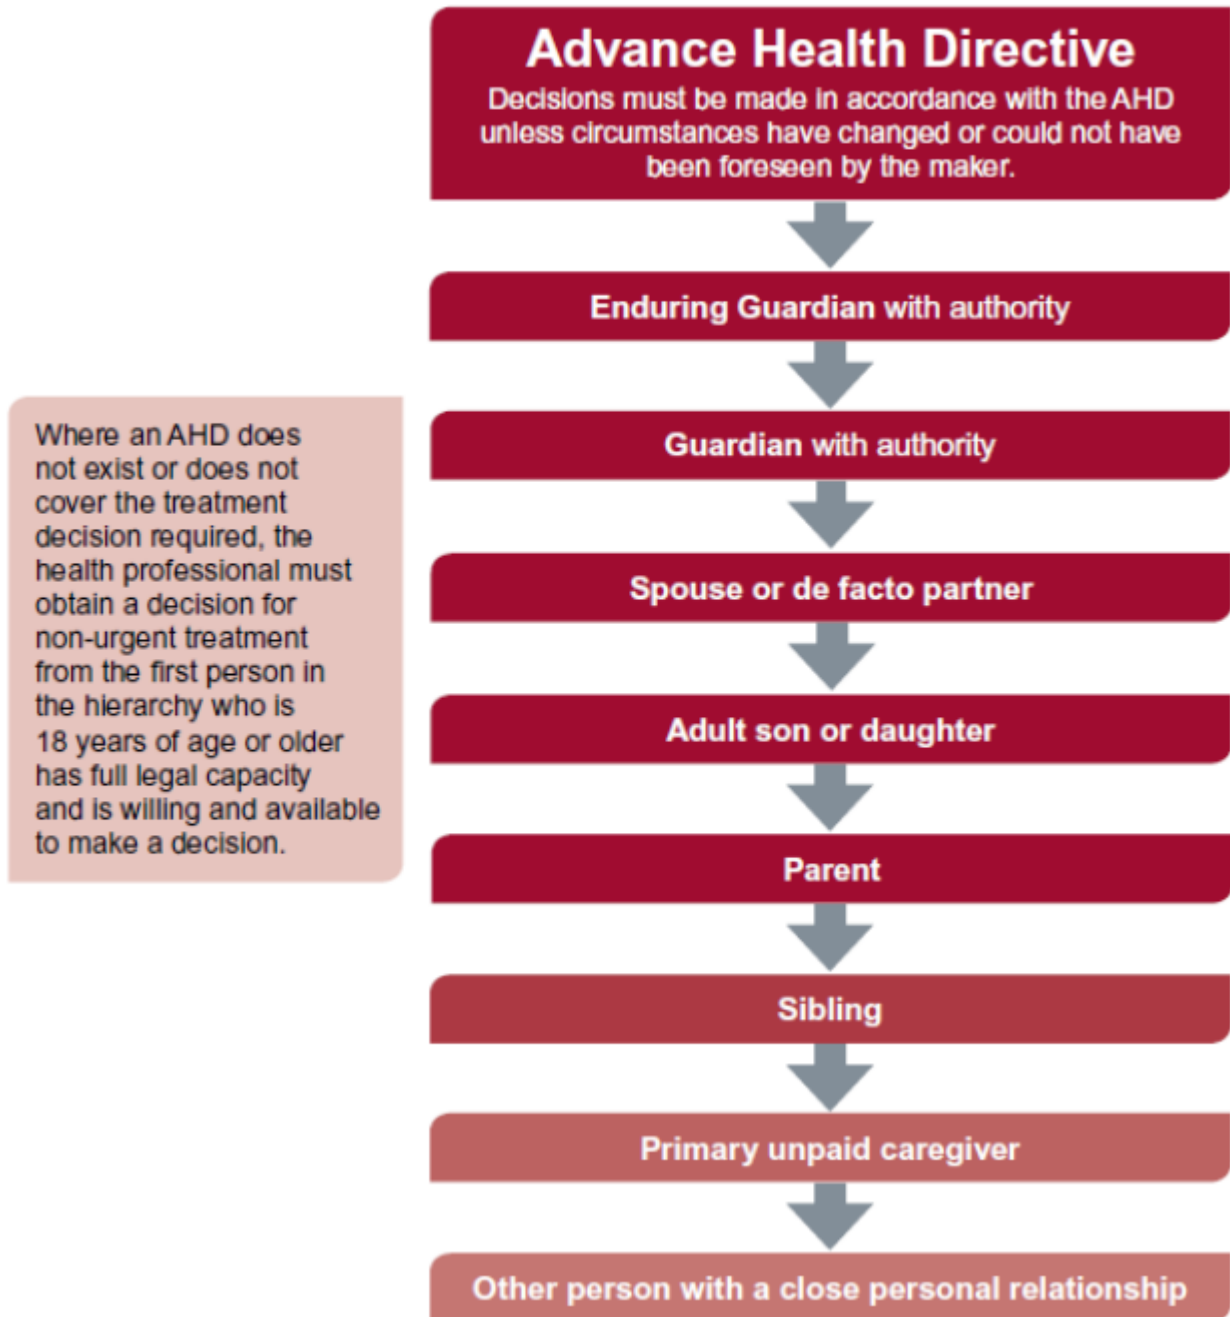 Advance Health Directive
Decisions must be made in accordance with the AHD
unless circumstances have changed or could not have
been foreseen by the maker.
Enduring Guardian with authority
Guardian with authority
Spouse or de facto partner
Adult son or daughter
Parent
Sibling
Primary unpaid caregiver
Other person with a close personal relationship
Where an AHD does
not exist or does not
cover the treatment
decision required, the
health professional must
obtain a decision for
non-urgent treatment
from the first person in
the hierarchy who is
18 years of age or older
has full legal capacity
and is willing and available
to make a decision.